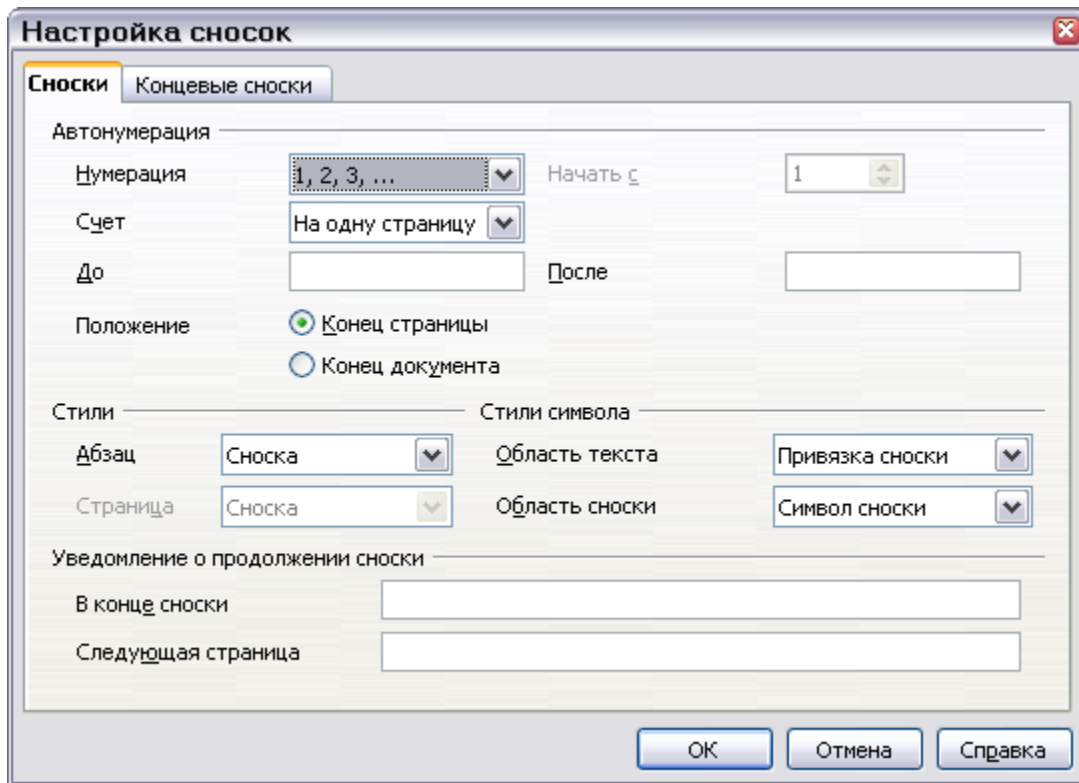 Настройка сносок
Сноски Концевые сноски
Автонумерация
Нумерация 1, 2, 3, ... Начать с 1
Счет На одну страницу
До После
Положение Конец страницы
Конец документа
Стили Стили символа
Абзац Сноска Область текста Привязка сноски
Страница Сноска Область сноски Символ сноски
Уведомление о продолжении сноски
В конце сноски
Следующая страница
ОК Отмена Справка